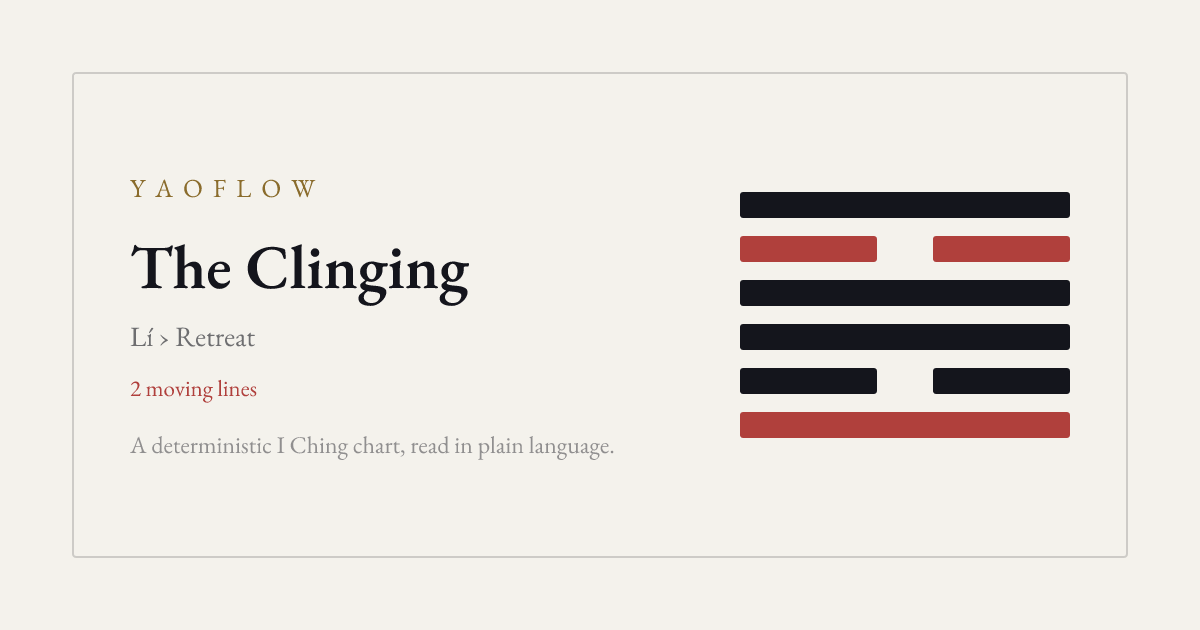 YAOFLOW
The Clinging
Lí › Retreat
2 moving lines
A deterministic I Ching chart, read in plain language.